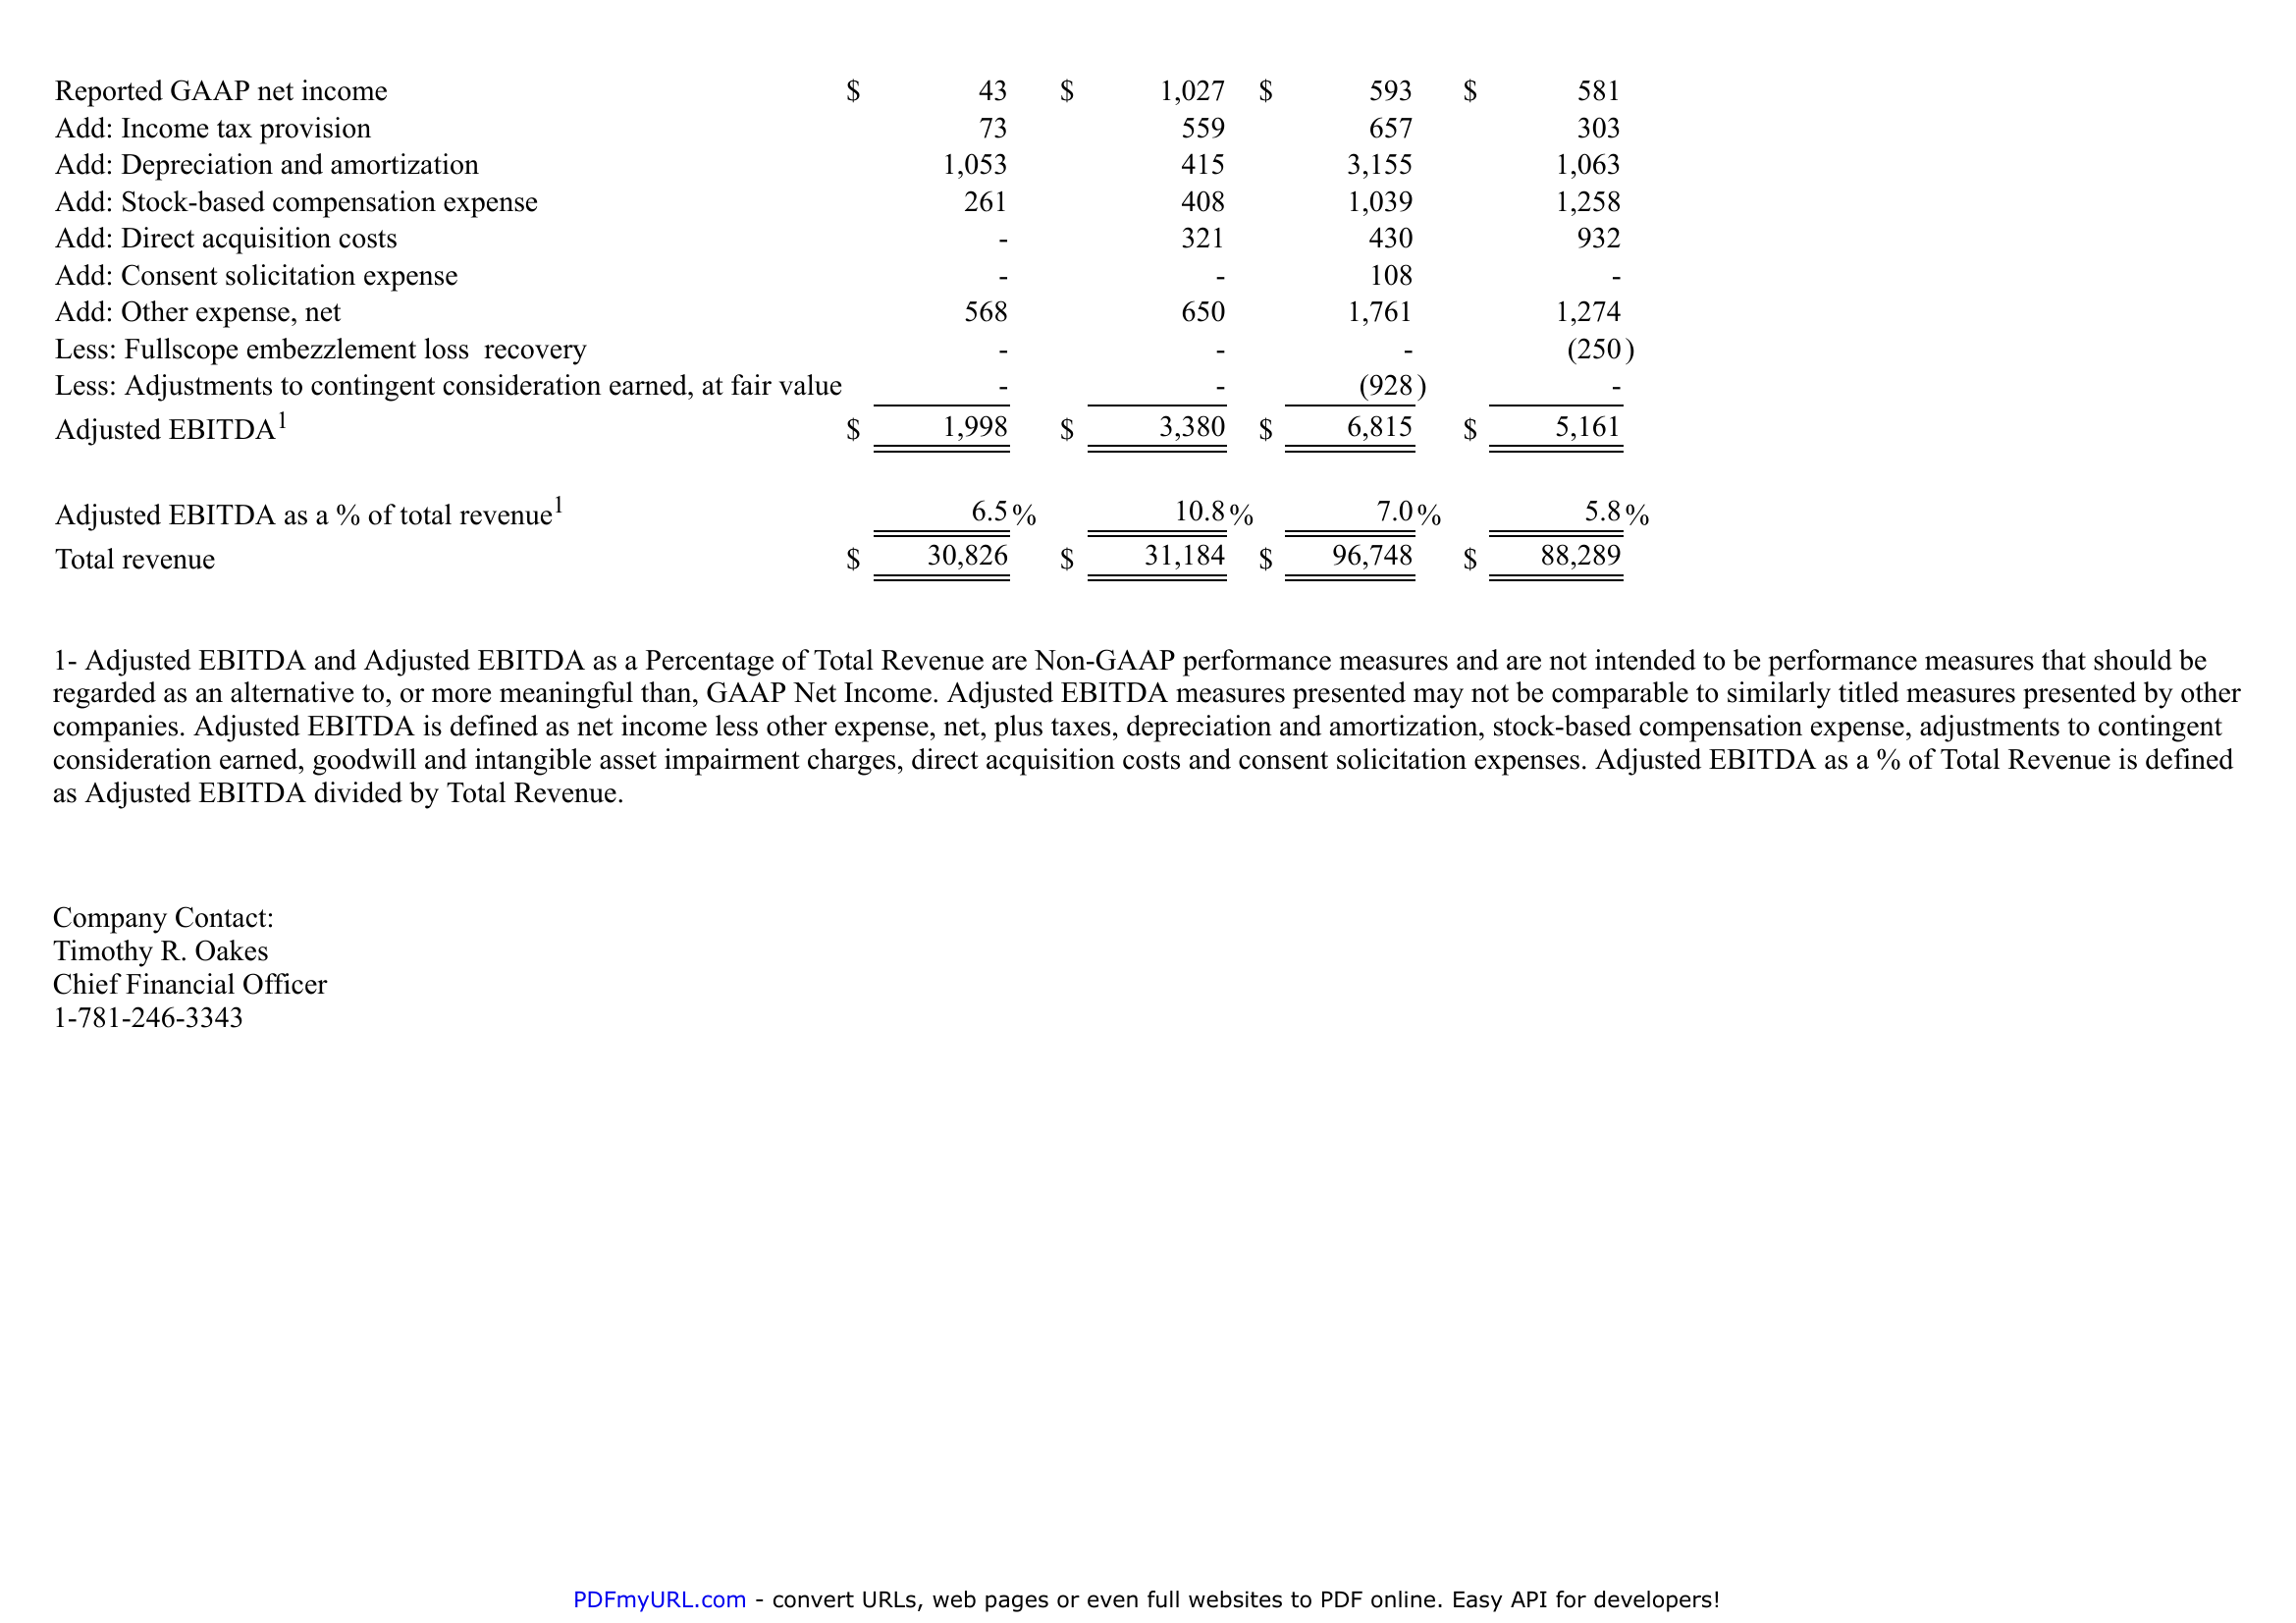 Reported GAAP net income $ 43 $ 1,027 $ 593 $ 581
Add: Income tax provision 73 559 657 303
Add: Depreciation and amortization 1,053 415 3,155 1,063
Add: Stock-based compensation expense 261 408 1,039 1,258
Add: Direct acquisition costs - 321 430 932
Add: Consent solicitation expense - - 108 -
Add: Other expense, net 568 650 1,761 1,274
Less: Fullscope embezzlement loss  recovery - - - (250)
Less: Adjustments to contingent consideration earned, at fair value - - (928) -
Adjusted EBITDA1 $ 1,998 $ 3,380 $ 6,815 $ 5,161
Adjusted EBITDA as a % of total revenue1 6.5% 10.8% 7.0% 5.8%
Total revenue $ 30,826 $ 31,184 $ 96,748 $ 88,289
1- Adjusted EBITDA and Adjusted EBITDA as a Percentage of Total Revenue are Non-GAAP performance measures and are not intended to be performance measures that should be
regarded as an alternative to, or more meaningful than, GAAP Net Income. Adjusted EBITDA measures presented may not be comparable to similarly titled measures presented by other
companies. Adjusted EBITDA is defined as net income less other expense, net, plus taxes, depreciation and amortization, stock-based compensation expense, adjustments to contingent
consideration earned, goodwill and intangible asset impairment charges, direct acquisition costs and consent solicitation expenses. Adjusted EBITDA as a % of Total Revenue is defined
as Adjusted EBITDA divided by Total Revenue.
Company Contact:
Timothy R. Oakes
Chief Financial Officer
1-781-246-3343
PDFmyURL.com - convert URLs, web pages or even full websites to PDF online. Easy API for developers!